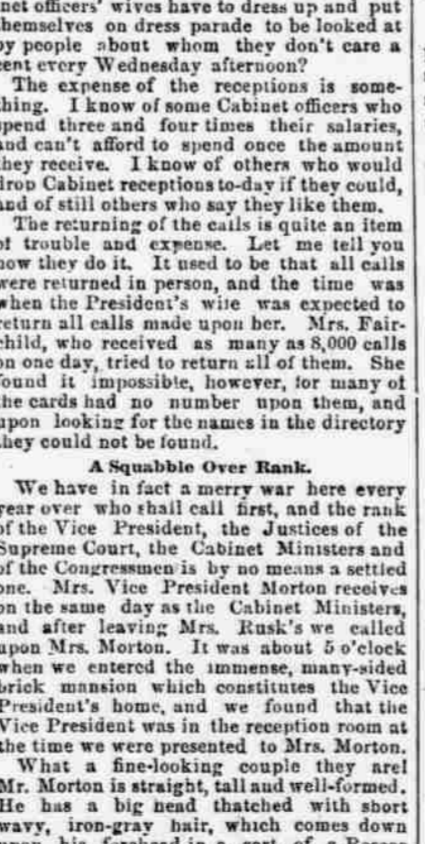 net officers' wives have to dress up and put
themselves on dress parade to be looked at
by people about whom they don't care a
cent every Wednesday afternoon?
The expense of the receptions is some-
thing. I know of some Cabinet officers who
spend three and four times their salaries,
and can't afford to spend once the amount
they receive. I know of others who would
drop Cabinet receptions to-day if they could,
and of still others who say they like them.
The returning of the calls is quite an item
of trouble and expense. Let me tell you
how they do it. It used to be that all calls
were returned in person, and the time was
when the President's wife was expected to
return all calls made upon her. Mrs. Fair-
child, who received as many as 8,000 calls
on one day, tried to return all of them. She
found it impossible, however, for many of
the cards had no number upon them, and
upon looking for the names in the directory
they could not be found.
A Squabble Over Rank.
We have in fact a merry war here every
year over who shall call first, and the rank
of the Vice President, the Justices of the
Supreme Court, the Cabinet Ministers and
of the Congressmen is by no means a settled
one. Mrs. Vice President Morton receives
on the same day as the Cabinet Ministers,
and after leaving Mrs. Rusk's we called
upon Mrs. Morton. It was about 5 o'clock
when we entered the immense, many-sided
brick mansion which constitutes the Vice
President's home, and we found that the
Vice President was in the reception room at
the time we were presented to Mrs. Morton.
What a fine-looking couple they are!
Mr. Morton is straight, tall and well-formed.
He has a big head thatched with short
wavy, iron-gray hair, which comes down
upon his forehead in a sort of a